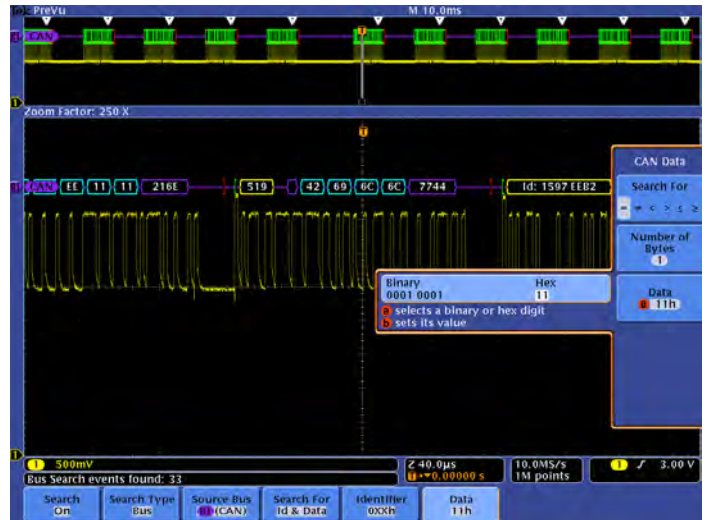 Tek PreVu M 10.0ms
CAN
Zoom Factor: 250 X
CAN EE 11 11 216E 519 42 69 6C 6C 7744 Id: 1597 EEB2
CAN Data
Search For
= ≠ < > ≤ ≥
Number of
Bytes
1
Binary Hex
0001 0001 11
a selects a binary or hex digit
b sets its value
Data
a 11h
1 500mV
Z 40.0µs
T→▾0.00000 s
10.0MS/s
1M points
1 ∫ 3.00 V
Bus Search events found: 33
Search
On
Search Type
Bus
Source Bus
B1 (CAN)
Search For
Id & Data
Identifier
0XXh
Data
11h